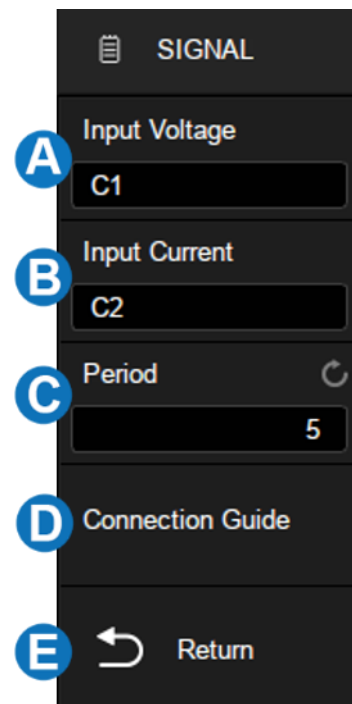 SIGNAL
A
Input Voltage
C1
B
Input Current
C2
C
Period
5
D
Connection Guide
E
Return